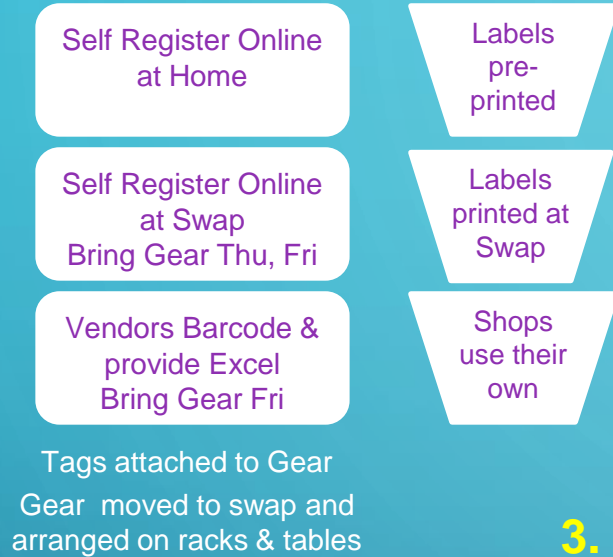 Self Register Online
at Home
Labels
pre-
printed
Self Register Online
at Swap
Bring Gear Thu, Fri
Labels
printed at
Swap
Vendors Barcode &
provide Excel
Bring Gear Fri
Shops
use their
own
Tags attached to Gear
Gear moved to swap and
arranged on racks & tables
3.